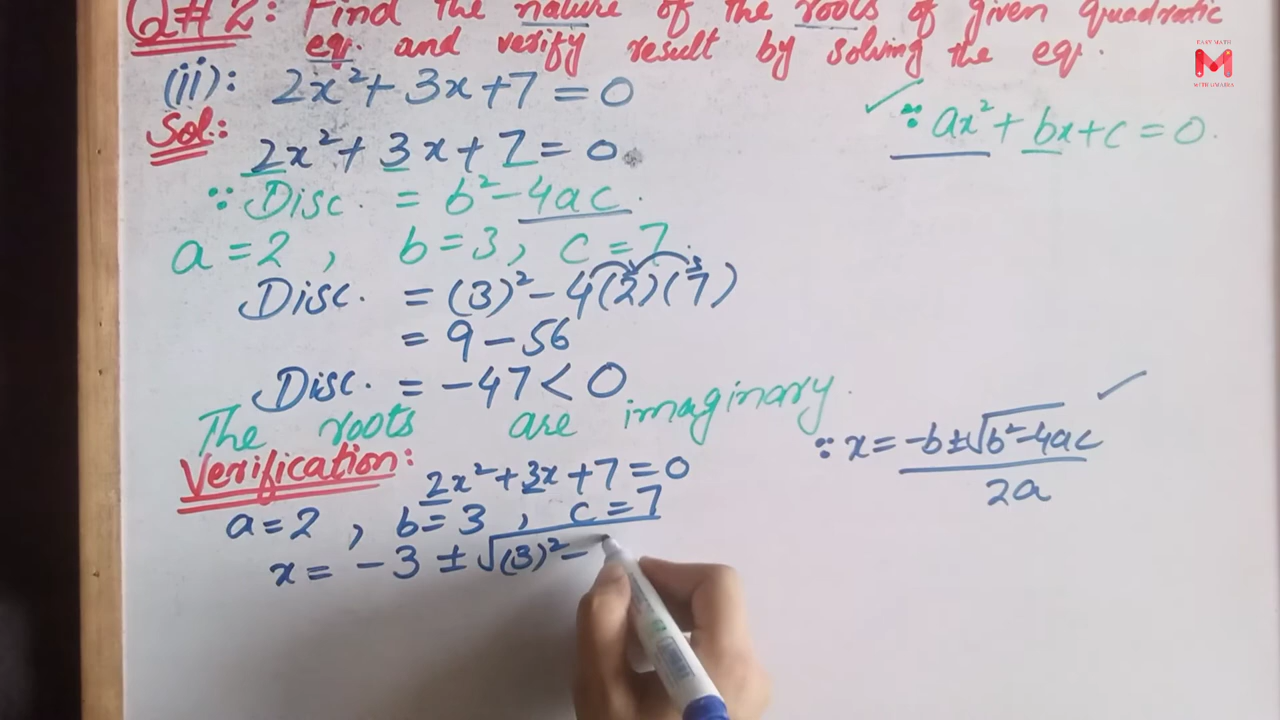 Q#2: Find the nature of the roots of given quadratic
eq. and verify result by solving the eq.
(ii): 2x²+3x+7=0
∵ ax²+bx+c=0.
Sol:
2x²+3x+7=0
∵ Disc. = b²-4ac.
a=2, b=3, c=7.
Disc. = (3)²-4(2)(7)
= 9-56
Disc. = -47<0
The roots are imaginary.
Verification:
2x²+3x+7=0
a=2, b=3, c=7
x = -3 ± √(3)²-
∵ x = -b±√b²-4ac
2a
EASY MATH
M